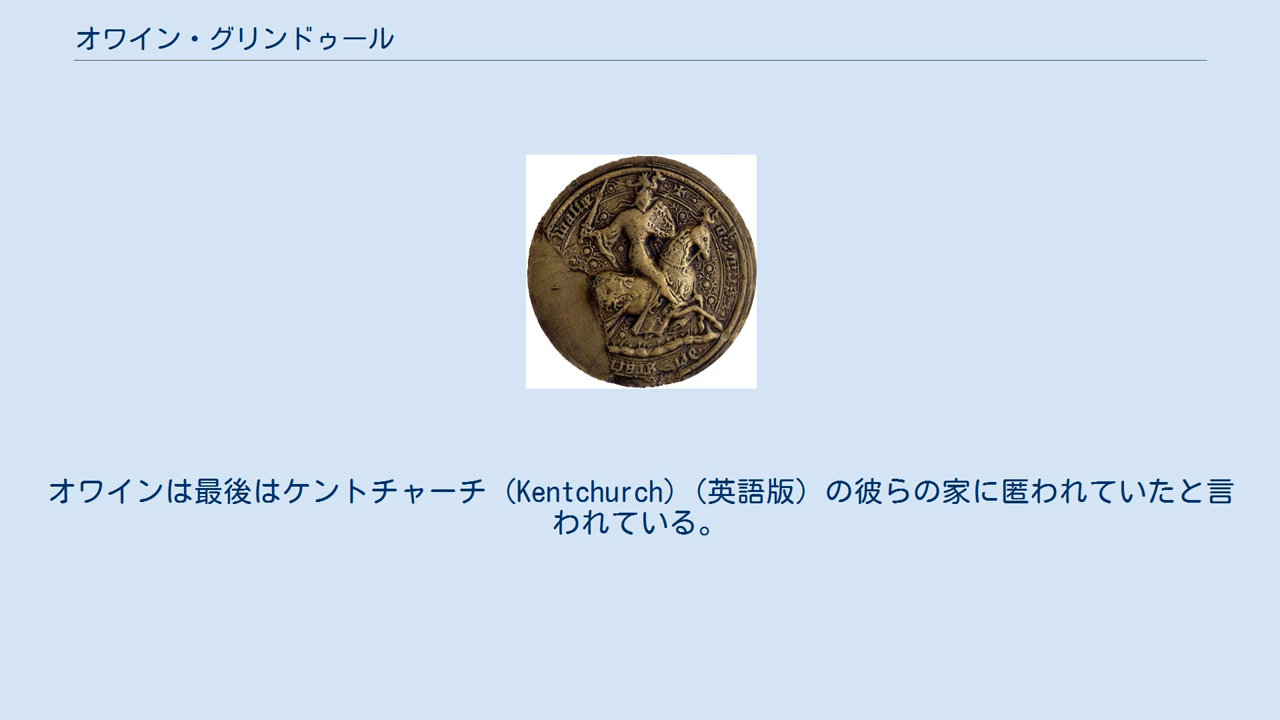 オワイン・グリンドゥール
オワインは最後はケントチャーチ（Kentchurch）(英語版）の彼らの家に匿われていたと言
われている。